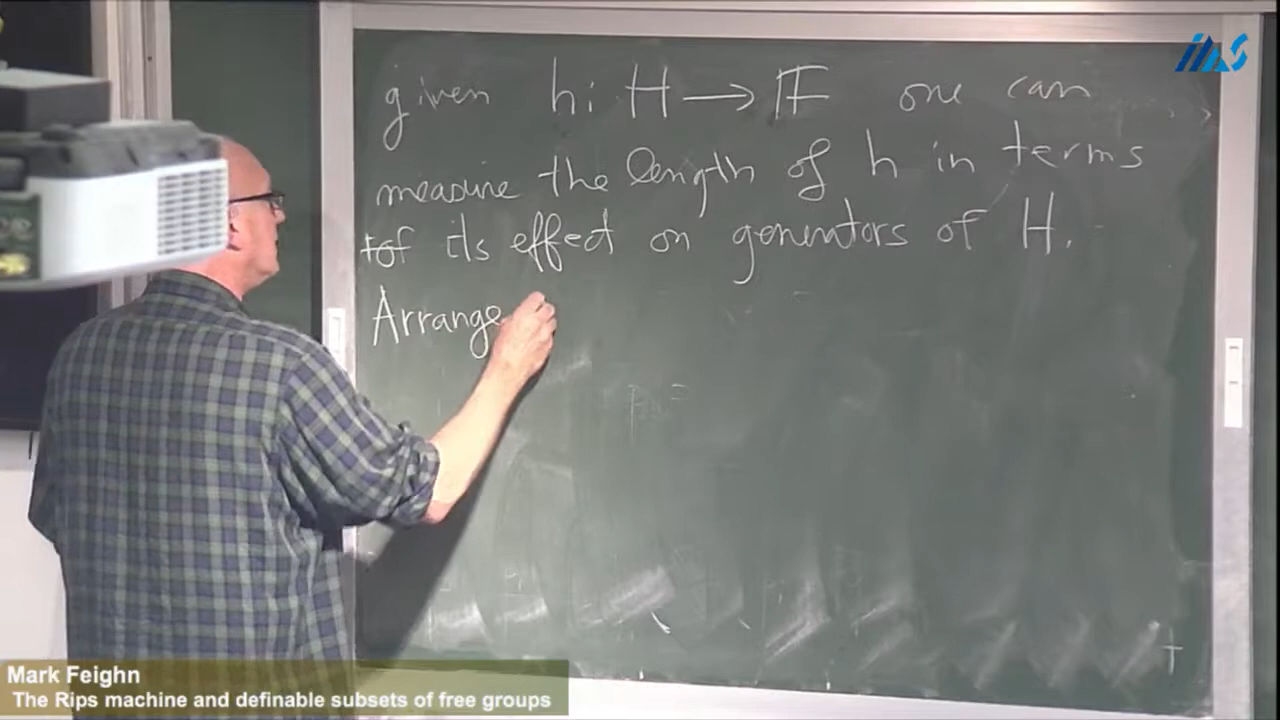 given h: H → 𝔽 one can
measure the length of h in terms
of its effect on generators of H.
Arrange
ims
Mark Feighn
The Rips machine and definable subsets of free groups